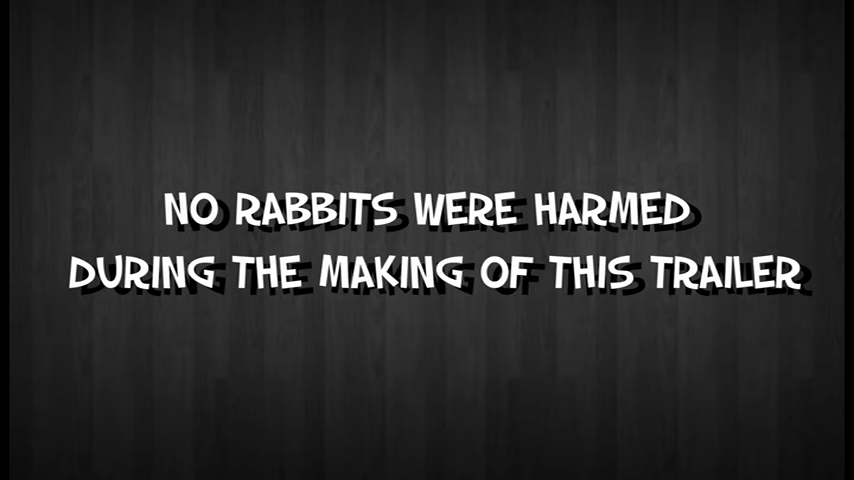 NO RABBITS WERE HARMED
DURING THE MAKING OF THIS TRAILER